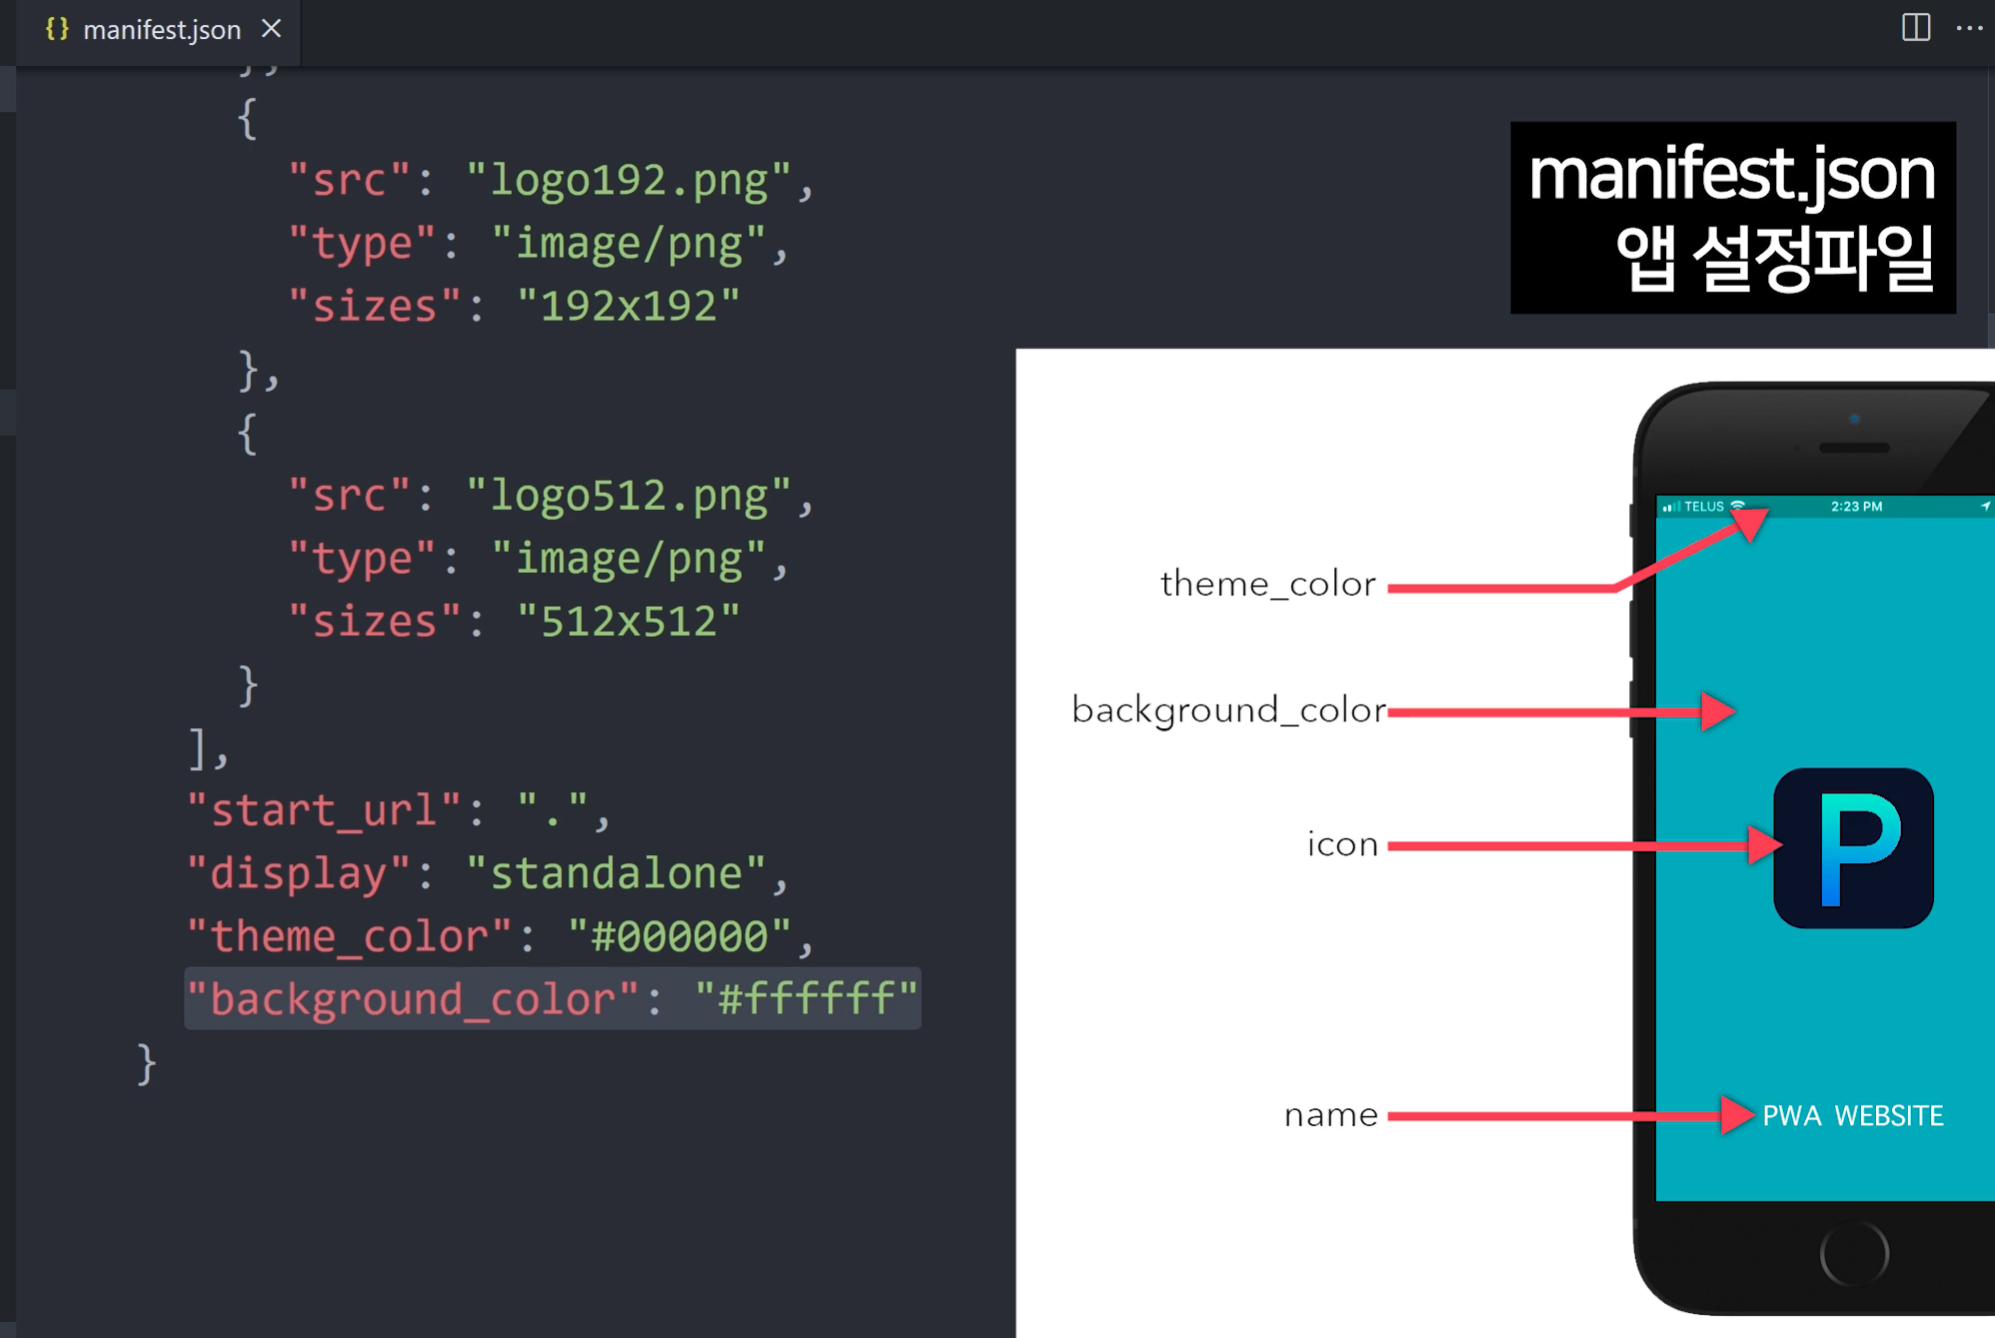 {} manifest.json ×
},
{
"src": "logo192.png",
"type": "image/png",
"sizes": "192x192"
},
{
"src": "logo512.png",
"type": "image/png",
"sizes": "512x512"
}
],
"start_url": ".",
"display": "standalone",
"theme_color": "#000000",
"background_color": "#ffffff"
}
manifest.json
앱 설정파일
TELUS 2:23 PM
theme_color
background_color
icon
P
name
PWA WEBSITE